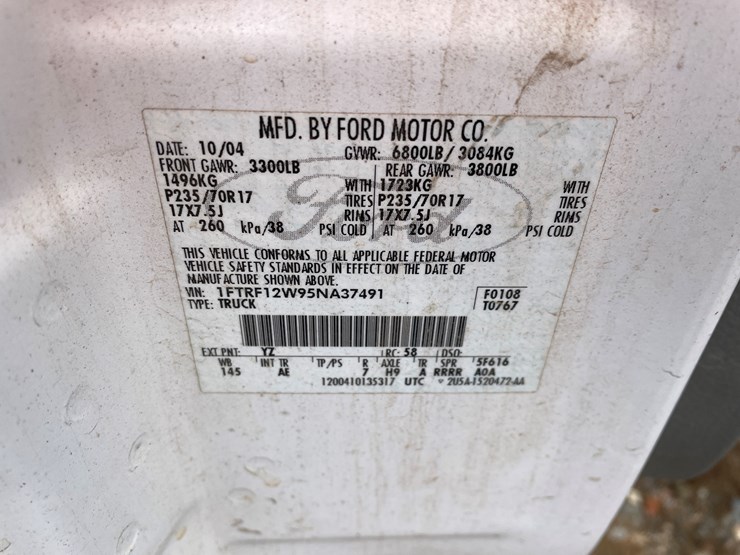 MFD. BY FORD MOTOR CO.
DATE: 10/04 GVWR: 6800LB/ 3084KG
FRONT GAWR: 3300LB REAR GAWR: 3800LB
1496KG WITH 1723KG WITH
P235/70R17 TIRES P235/70R17 TIRES
17X7.5J RIMS 17X7.5J RIMS
AT 260 kPa/38 PSI COLD AT 260 kPa/38 PSI COLD
Ford
THIS VEHICLE CONFORMS TO ALL APPLICABLE FEDERAL MOTOR
VEHICLE SAFETY STANDARDS IN EFFECT ON THE DATE OF
MANUFACTURE SHOWN ABOVE.
VIN: 1FTRF12W95NA37491 F0108
TYPE: TRUCK T0767
EXT PNT: YZ RC: 58 DSO:
WB INT TR TP/PS R AXLE TR SPR 5F616
145 AE 7 H9 A RRRR A0A
1200410135317 UTC 2U5A-1520472-AA